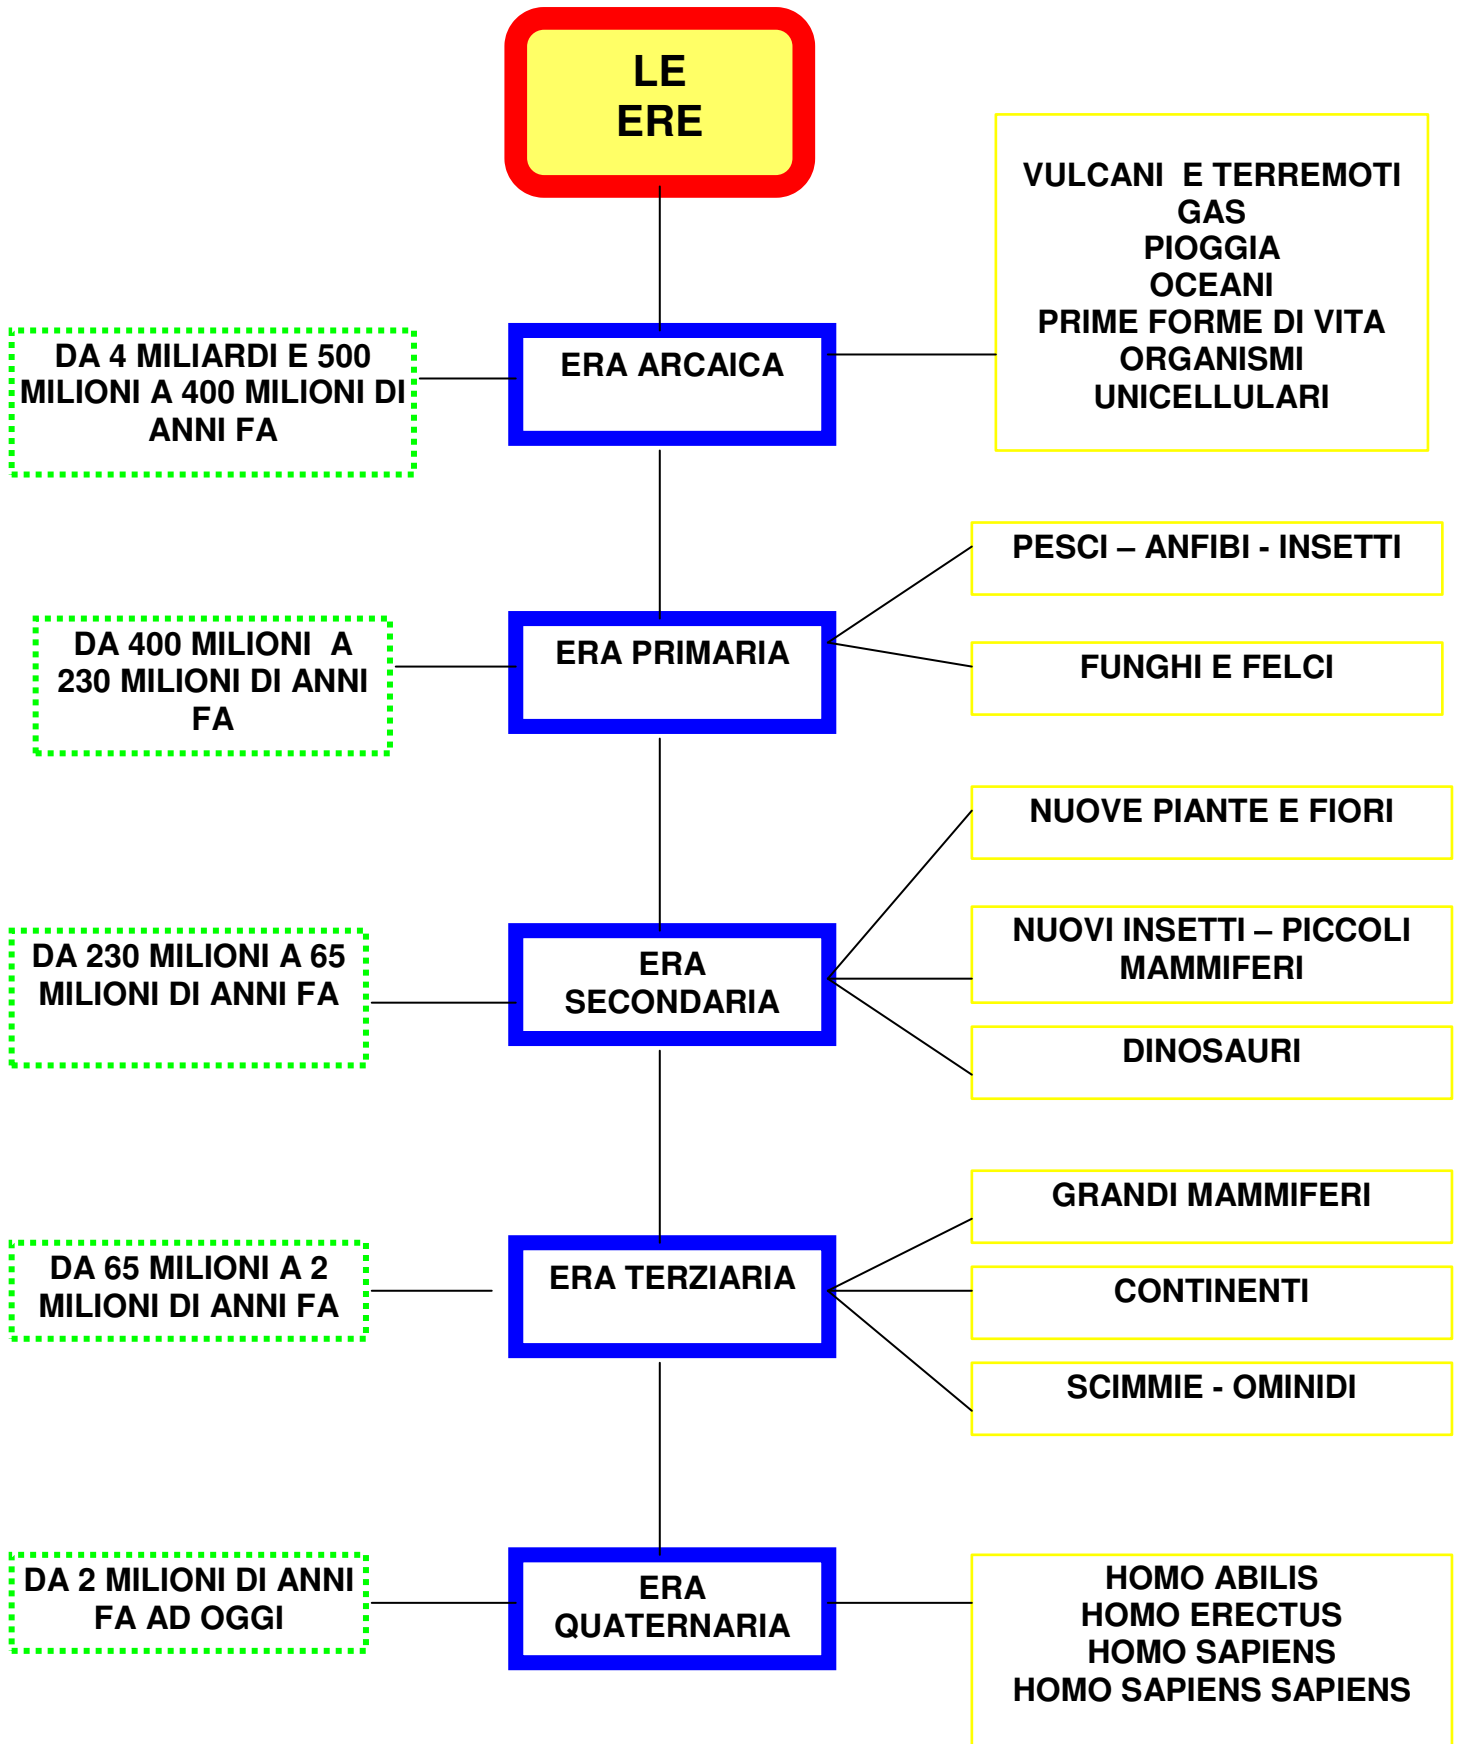 LE
ERE
VULCANI E TERREMOTI
GAS
PIOGGIA
OCEANI
PRIME FORME DI VITA
ORGANISMI
UNICELLULARI
DA 4 MILIARDI E 500
MILIONI A 400 MILIONI DI
ANNI FA
ERA ARCAICA
PESCI – ANFIBI - INSETTI
FUNGHI E FELCI
DA 400 MILIONI A
230 MILIONI DI ANNI
FA
ERA PRIMARIA
NUOVE PIANTE E FIORI
NUOVI INSETTI – PICCOLI
MAMMIFERI
DINOSAURI
DA 230 MILIONI A 65
MILIONI DI ANNI FA
ERA
SECONDARIA
GRANDI MAMMIFERI
CONTINENTI
SCIMMIE - OMINIDI
DA 65 MILIONI A 2
MILIONI DI ANNI FA
ERA TERZIARIA
DA 2 MILIONI DI ANNI
FA AD OGGI
ERA
QUATERNARIA
HOMO ABILIS
HOMO ERECTUS
HOMO SAPIENS
HOMO SAPIENS SAPIENS